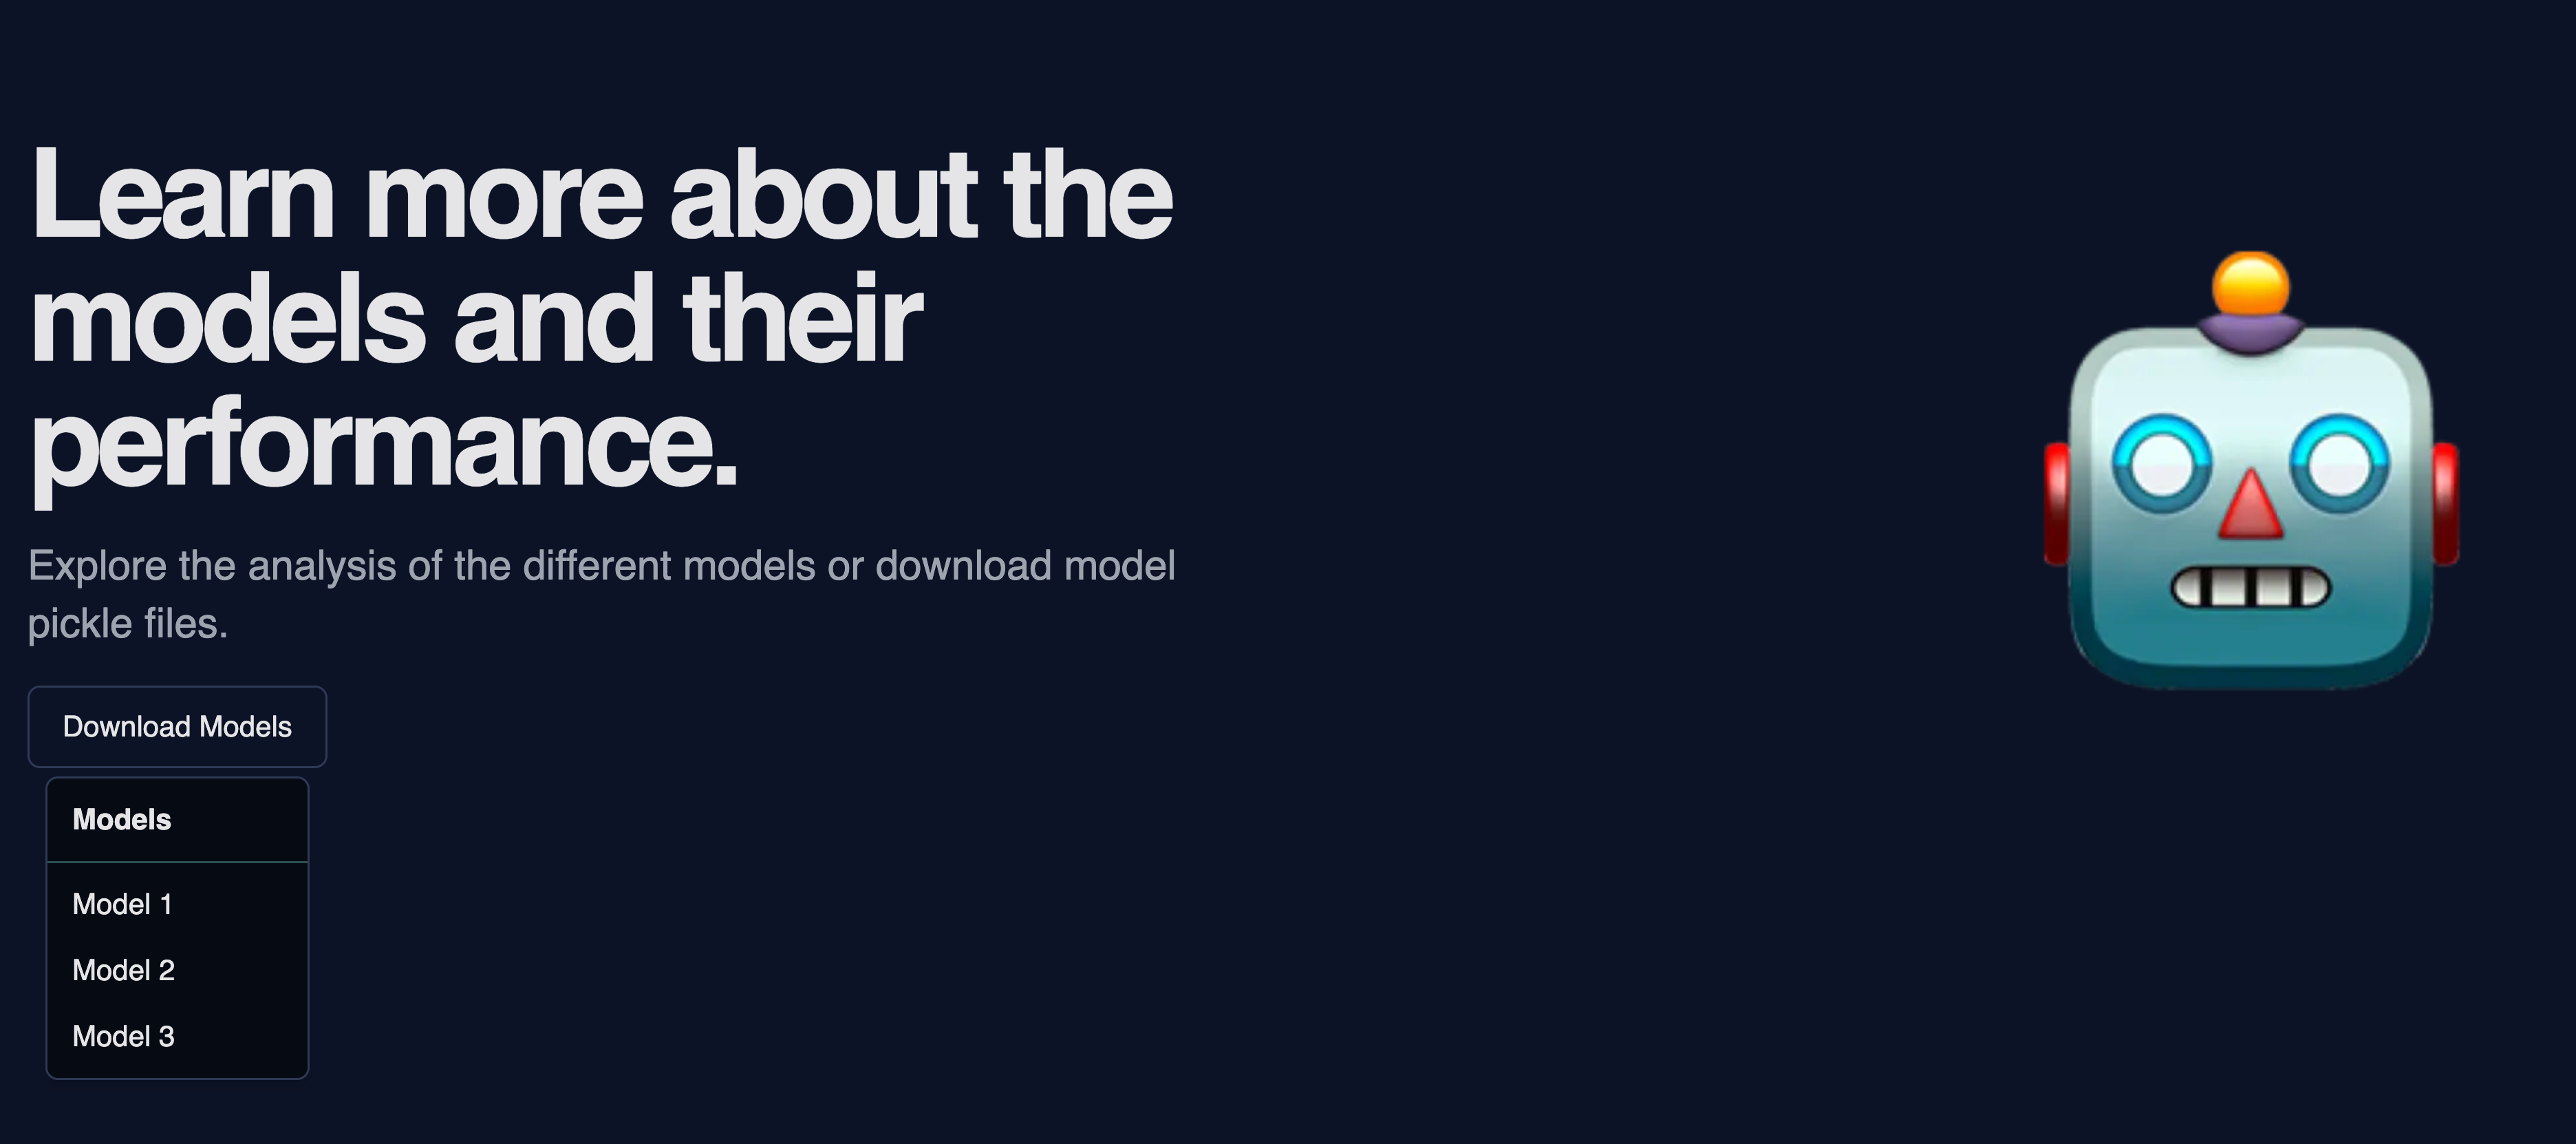 Learn more about the
models and their
performance.
Explore the analysis of the different models or download model
pickle files.
Download Models
Models
Model 1
Model 2
Model 3